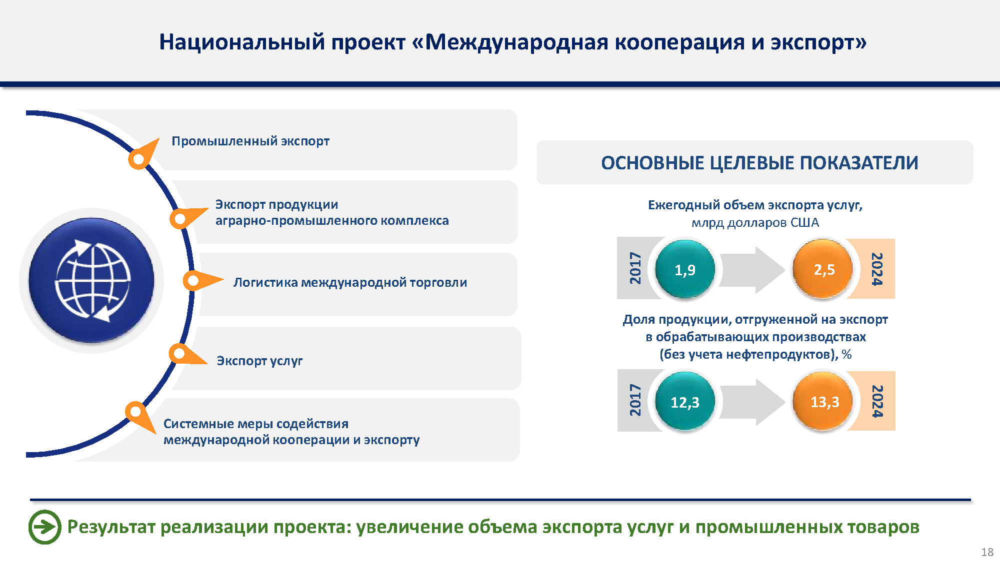 Национальный проект «Международная кооперация и экспорт»
Промышленный экспорт
Экспорт продукции
аграрно-промышленного комплекса
Логистика международной торговли
Экспорт услуг
Системные меры содействия
международной кооперации и экспорту
ОСНОВНЫЕ ЦЕЛЕВЫЕ ПОКАЗАТЕЛИ
Ежегодный объем экспорта услуг,
млрд долларов США
2017
1,9
2,5
2024
Доля продукции, отгруженной на экспорт
в обрабатывающих производствах
(без учета нефтепродуктов), %
2017
12,3
13,3
2024
Результат реализации проекта: увеличение объема экспорта услуг и промышленных товаров
18